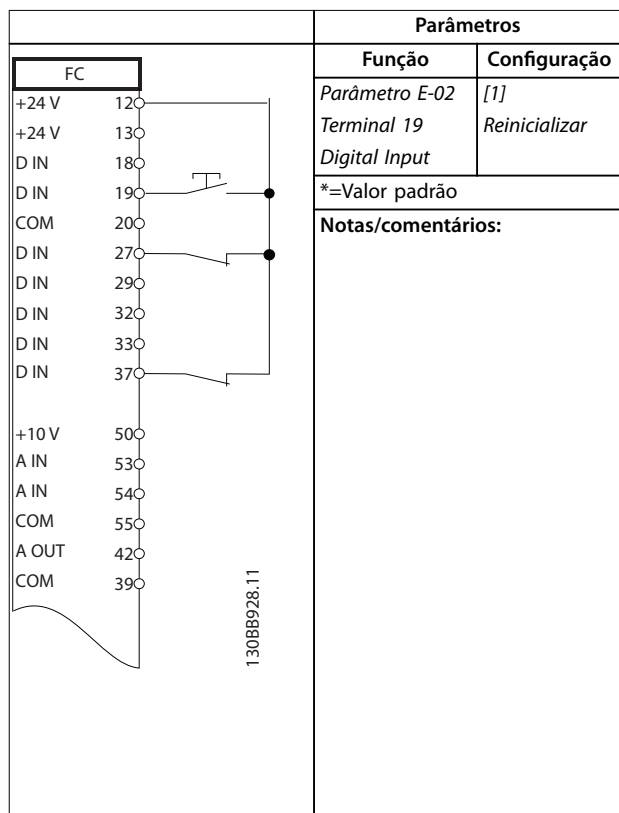 Parâmetros
Função Configuração
Parâmetro E-02 [1]
Terminal 19 Reinicializar
Digital Input
*=Valor padrão
Notas/comentários:
FC
+24 V 12
+24 V 13
D IN 18
D IN 19
COM 20
D IN 27
D IN 29
D IN 32
D IN 33
D IN 37
+10 V 50
A IN 53
A IN 54
COM 55
A OUT 42
COM 39
130BB928.11